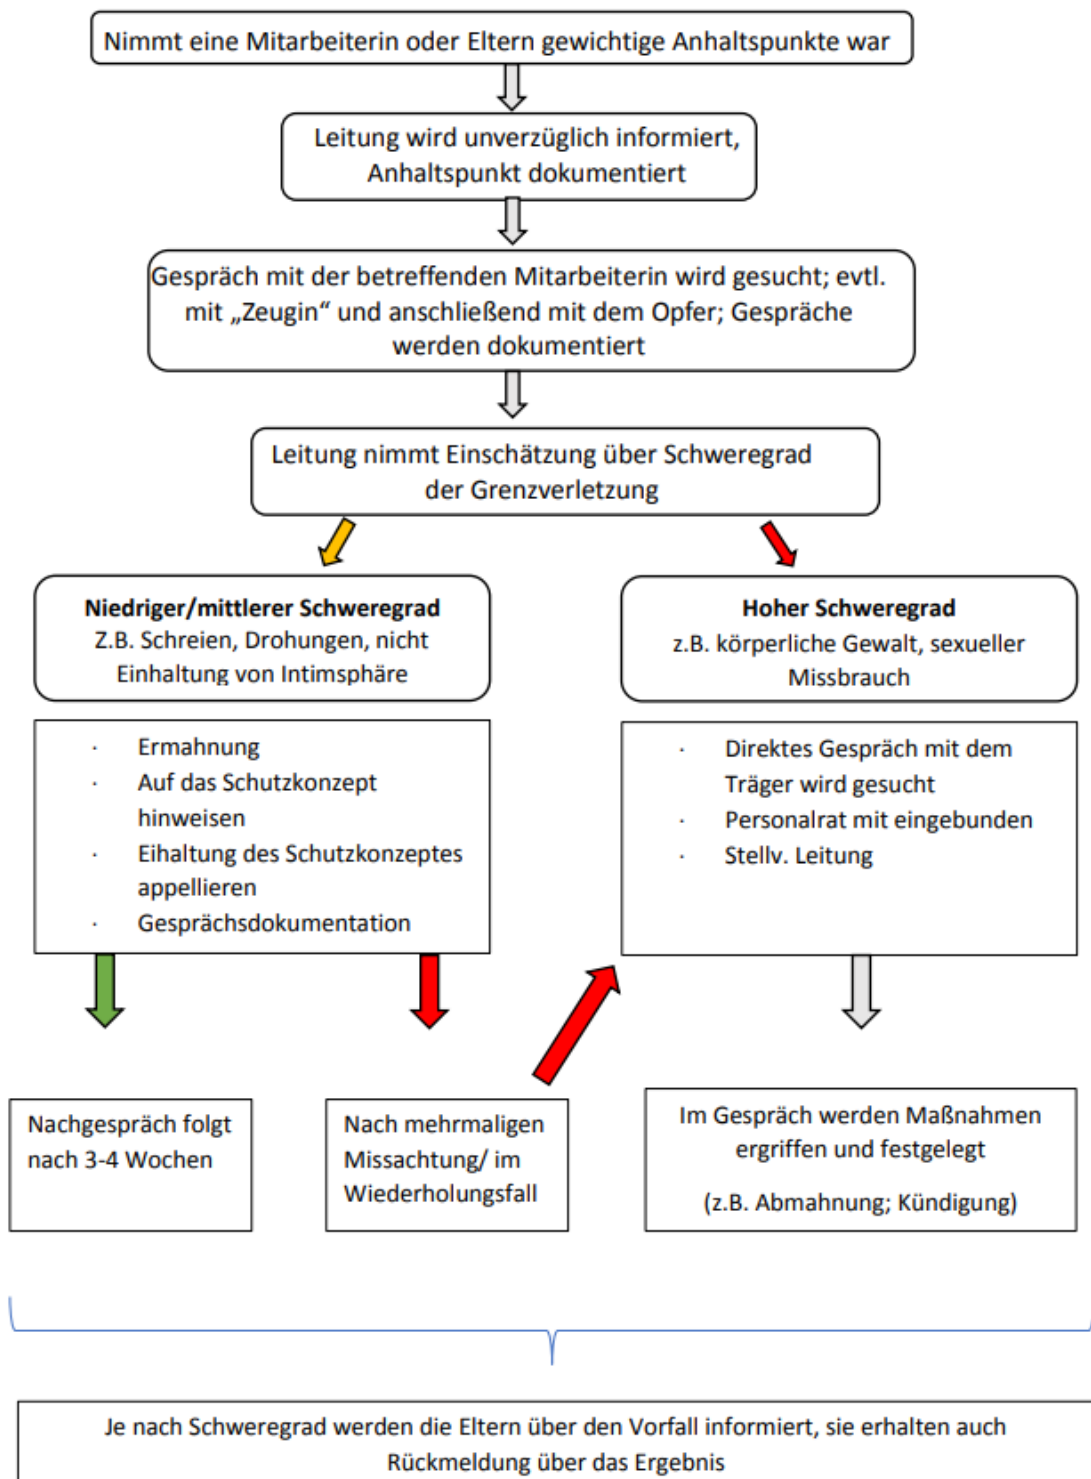 Nimmt eine Mitarbeiterin oder Eltern gewichtige Anhaltspunkte war
Leitung wird unverzüglich informiert,
Anhaltspunkt dokumentiert
Gespräch mit der betreffenden Mitarbeiterin wird gesucht; evtl.
mit „Zeugin“ und anschließend mit dem Opfer; Gespräche
werden dokumentiert
Leitung nimmt Einschätzung über Schweregrad
der Grenzverletzung
Niedriger/mittlerer Schweregrad
Z.B. Schreien, Drohungen, nicht
Einhaltung von Intimsphäre
Hoher Schweregrad
z.B. körperliche Gewalt, sexueller
Missbrauch
· Ermahnung
· Auf das Schutzkonzept
hinweisen
· Eihaltung des Schutzkonzeptes
appellieren
· Gesprächsdokumentation
· Direktes Gespräch mit dem
Träger wird gesucht
· Personalrat mit eingebunden
· Stellv. Leitung
Nachgespräch folgt
nach 3-4 Wochen
Nach mehrmaligen
Missachtung/ im
Wiederholungsfall
Im Gespräch werden Maßnahmen
ergriffen und festgelegt
(z.B. Abmahnung; Kündigung)
Je nach Schweregrad werden die Eltern über den Vorfall informiert, sie erhalten auch
Rückmeldung über das Ergebnis